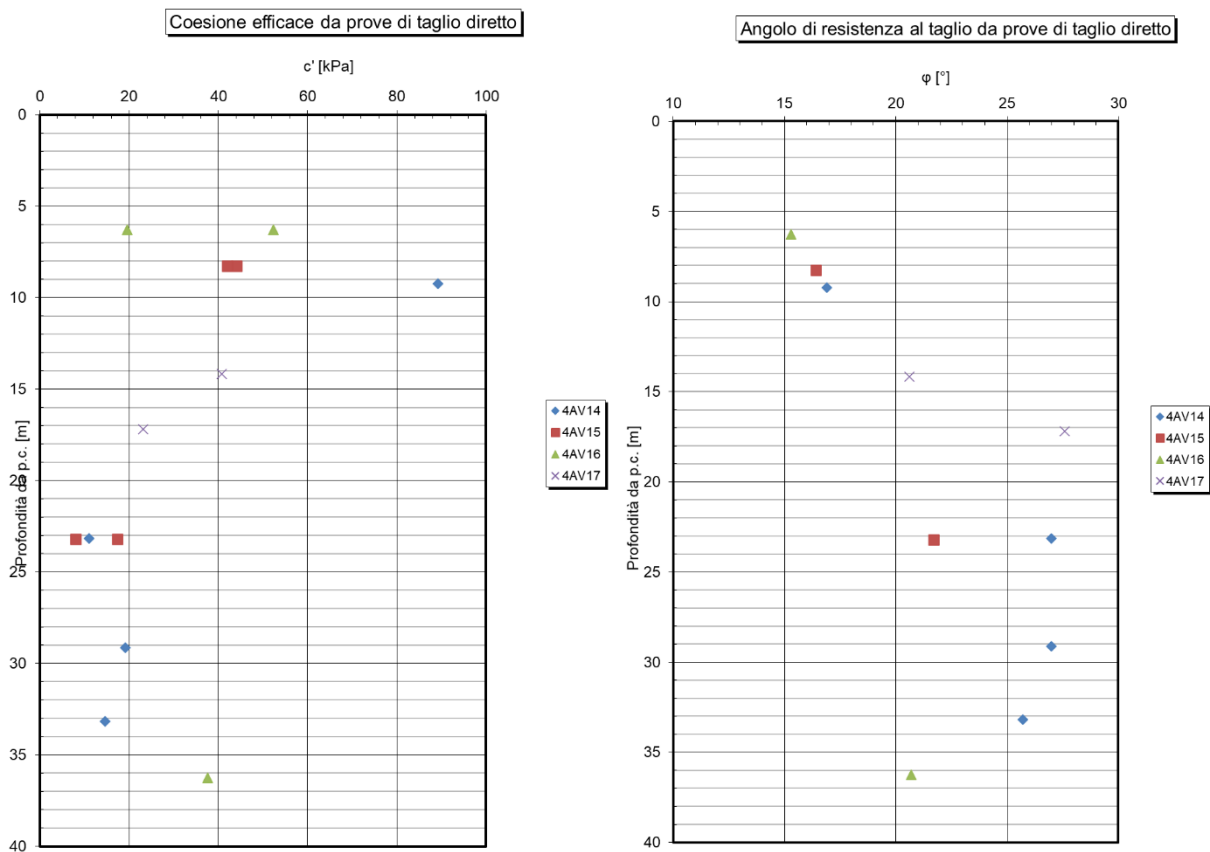 Coesione efficace da prove di taglio diretto
c' [kPa]
0 20 40 60 80 100
0
5
10
15
20
25
30
35
40
Profondità da p.c. [m]
4AV14
4AV15
4AV16
4AV17
Angolo di resistenza al taglio da prove di taglio diretto
φ [°]
10 15 20 25 30
0
5
10
15
20
25
30
35
40
Profondità da p.c. [m]
4AV14
4AV15
4AV16
4AV17